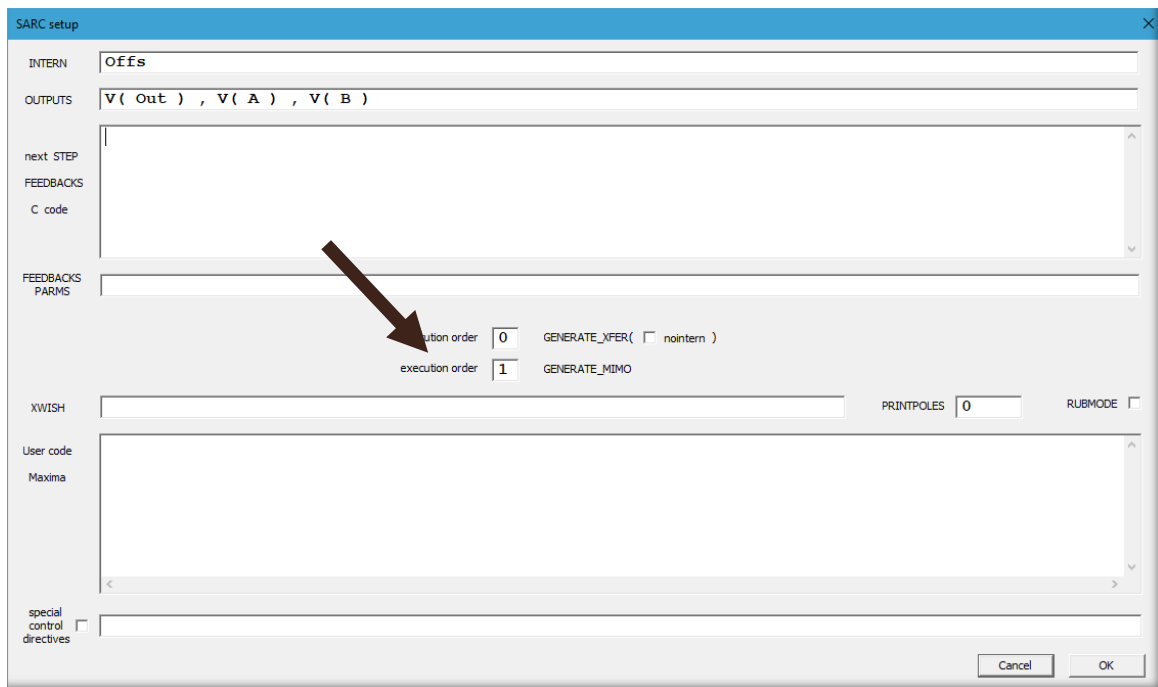 SARC setup
INTERN Offs
OUTPUTS V( Out ) , V( A ) , V( B )
next STEP
FEEDBACKS
C code
FEEDBACKS
PARMS
order 0 GENERATE_XFER( nointern )
execution order 1 GENERATE_MIMO
XWISH PRINTPOLES 0 RUBMODE
User code
Maxima
special
control
directives
Cancel OK